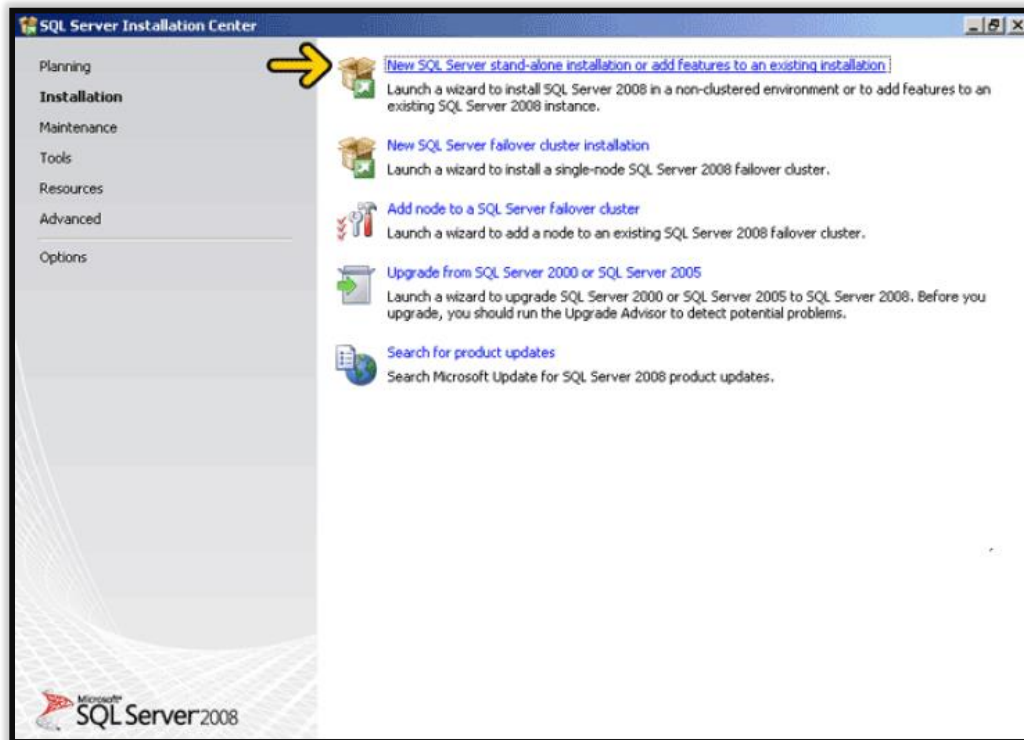 SQL Server Installation Center
Planning
Installation
Maintenance
Tools
Resources
Advanced
Options
New SQL Server stand-alone installation or add features to an existing installation
Launch a wizard to install SQL Server 2008 in a non-clustered environment or to add features to an
existing SQL Server 2008 instance.
New SQL Server failover cluster installation
Launch a wizard to install a single-node SQL Server 2008 failover cluster.
Add node to a SQL Server failover cluster
Launch a wizard to add a node to an existing SQL Server 2008 failover cluster.
Upgrade from SQL Server 2000 or SQL Server 2005
Launch a wizard to upgrade SQL Server 2000 or SQL Server 2005 to SQL Server 2008. Before you
upgrade, you should run the Upgrade Advisor to detect potential problems.
Search for product updates
Search Microsoft Update for SQL Server 2008 product updates.
Microsoft®
SQL Server 2008